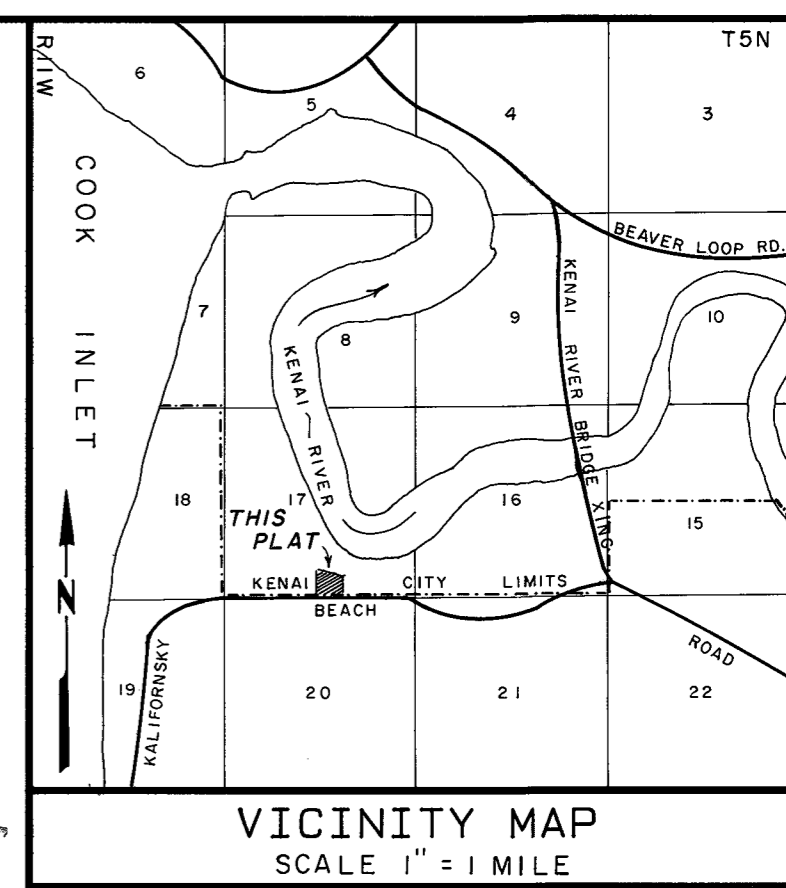 T5N
R11W
6
5
4
3
COOK INLET
BEAVER LOOP RD.
KENAI RIVER BRIDGE XING
7
8
9
10
KENAI RIVER
18
17
16
15
THIS
PLAT
KENAI CITY LIMITS
BEACH
ROAD
N
19
KALIFORNSKY
20
21
22
VICINITY MAP
SCALE 1" = 1 MILE